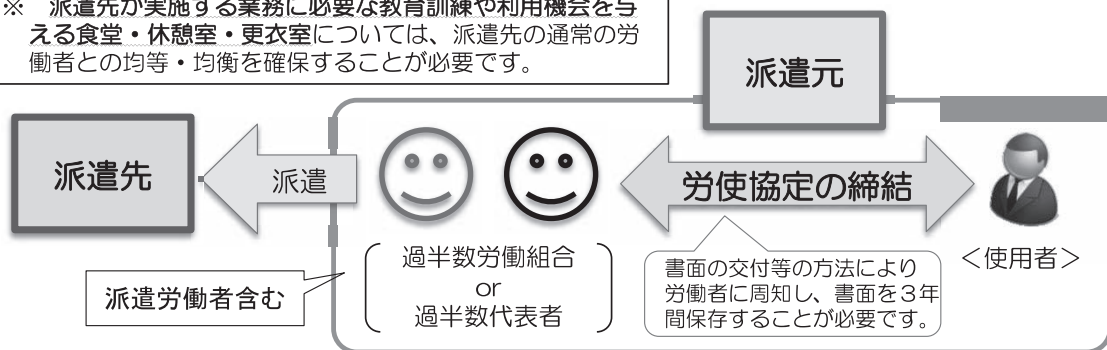 ※ 派遣先が実施する業務に必要な教育訓練や利用機会を与
える食堂・休憩室・更衣室については、派遣先の通常の労
働者との均等・均衡を確保することが必要です。
派遣元
派遣先
派遣
労使協定の締結
過半数労働組合
or
過半数代表者
派遣労働者含む
書面の交付等の方法により
労働者に周知し、書面を３年
間保存することが必要です。
＜使用者＞